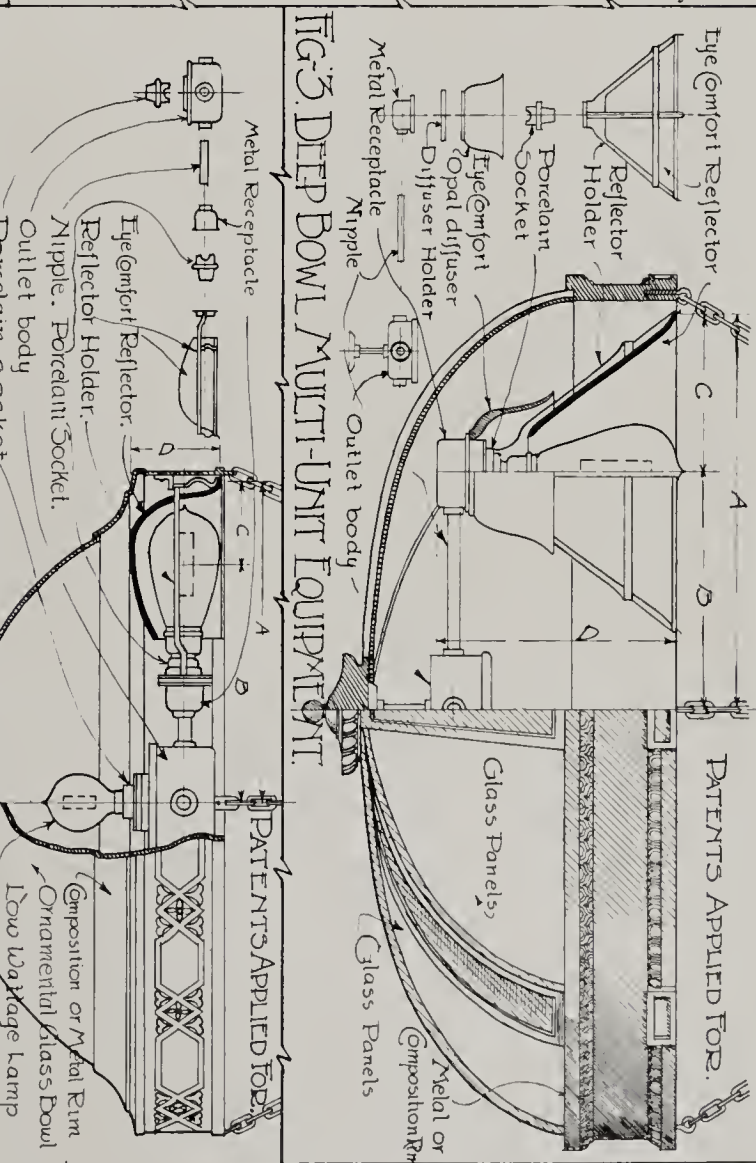 Eye Comfort Reflector
Reflector
Holder
Porcelain
Socket
Eye Comfort
Opal diffuser
Diffuser Holder
Metal Receptacle
Nipple
Outlet body
A
C
B
D
PATENTS APPLIED FOR.
Glass Panels
Glass Panels
Metal or
Composition Rim
FIG-3. DEEP BOWL MULTI-UNIT EQUIPMENT.
Metal Receptacle
Eye Comfort Reflector.
Reflector Holder.
Nipple. Porcelain Socket.
Outlet body
Porcelain Socket
D
C
A
B
PATENTS APPLIED FOR
Composition or Metal Rim
Ornamental Glass Bowl
Low Wattage Lamp